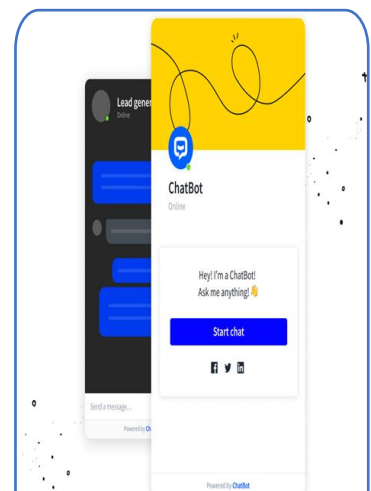 Lead gener
Online
Send a message...
Powered by Ch
ChatBot
Online
Hey! I'm a ChatBot!
Ask me anything! 👋
Start chat
Powered by ChatBot